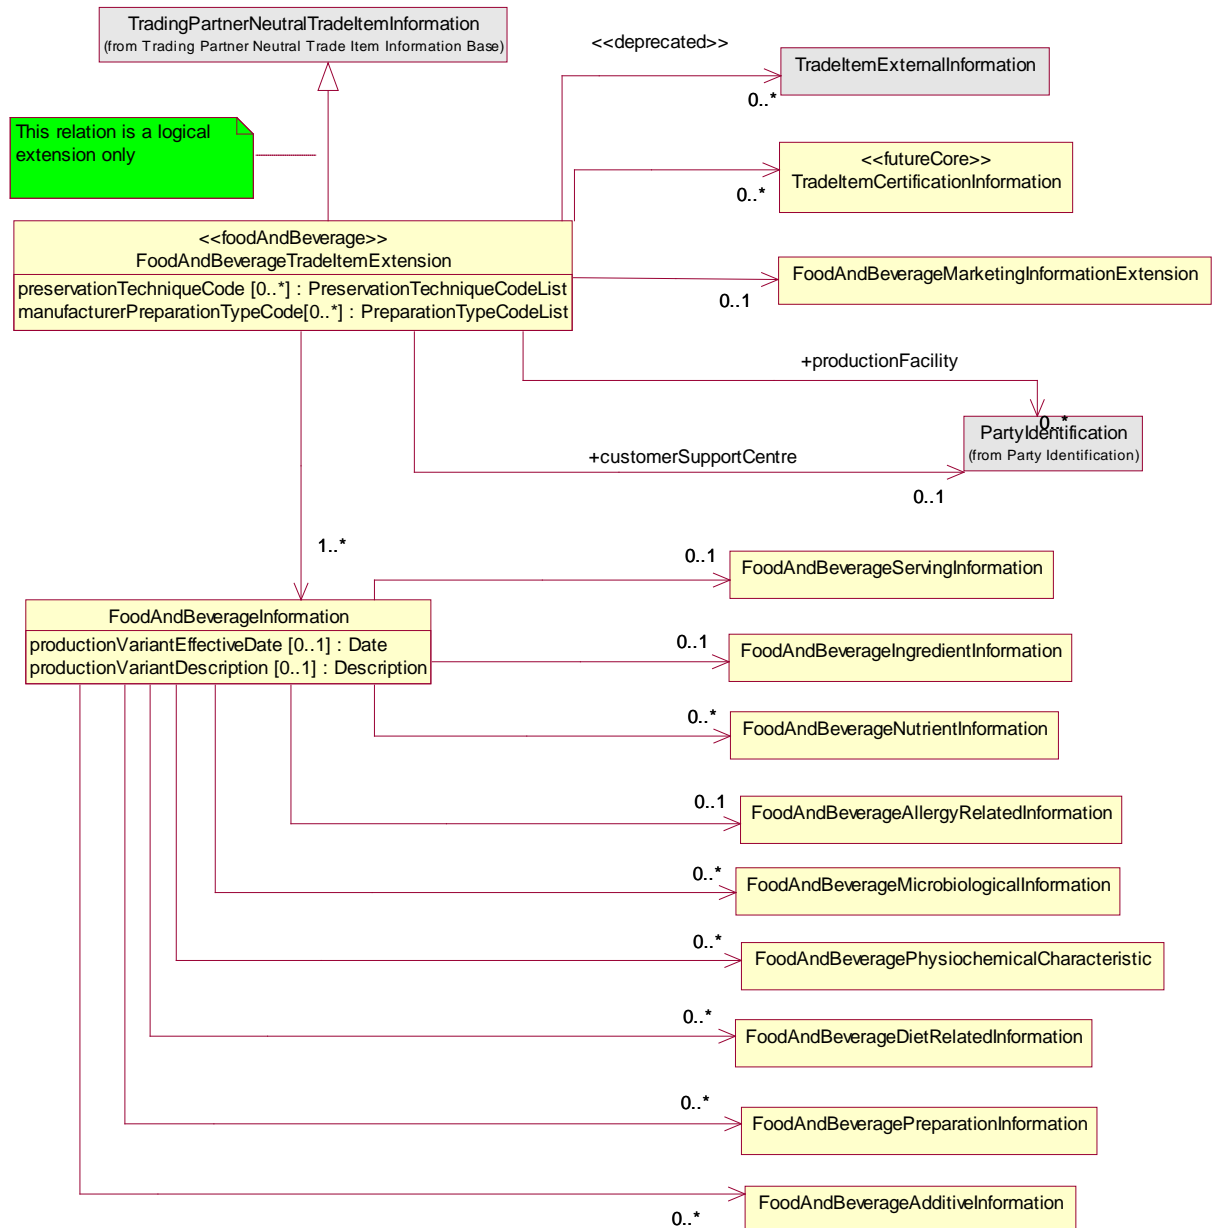 TradingPartnerNeutralTradeItemInformation
(from Trading Partner Neutral Trade Item Information Base)
<<deprecated>>
TradeItemExternalInformation
0..*
This relation is a logical
extension only
<<futureCore>>
TradeItemCertificationInformation
0..*
<<foodAndBeverage>>
FoodAndBeverageTradeItemExtension
preservationTechniqueCode [0..*] : PreservationTechniqueCodeList
manufacturerPreparationTypeCode[0..*] : PreparationTypeCodeList
FoodAndBeverageMarketingInformationExtension
0..1
+productionFacility
0..*
PartyIdentification
(from Party Identification)
+customerSupportCentre
0..1
1..*
FoodAndBeverageInformation
productionVariantEffectiveDate [0..1] : Date
productionVariantDescription [0..1] : Description
0..1
FoodAndBeverageServingInformation
0..1
FoodAndBeverageIngredientInformation
0..*
FoodAndBeverageNutrientInformation
0..1
FoodAndBeverageAllergyRelatedInformation
0..*
FoodAndBeverageMicrobiologicalInformation
0..*
FoodAndBeveragePhysiochemicalCharacteristic
0..*
FoodAndBeverageDietRelatedInformation
0..*
FoodAndBeveragePreparationInformation
FoodAndBeverageAdditiveInformation
0..*